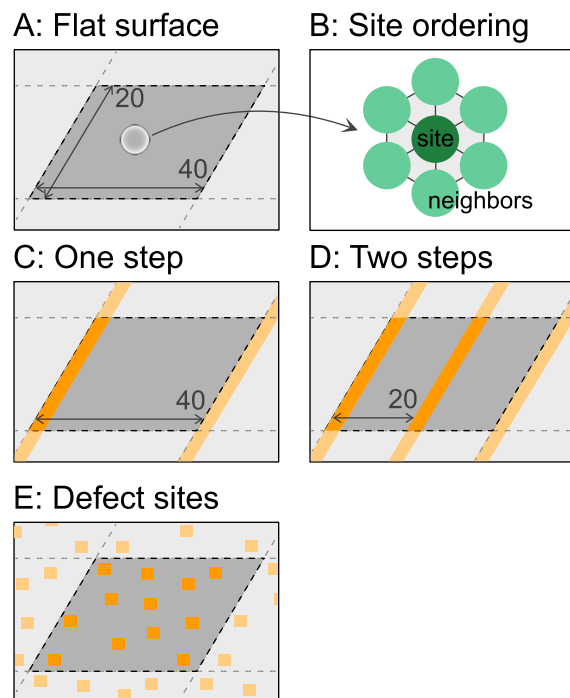 A: Flat surface
20
40
B: Site ordering
site
neighbors
C: One step
40
D: Two steps
20
E: Defect sites